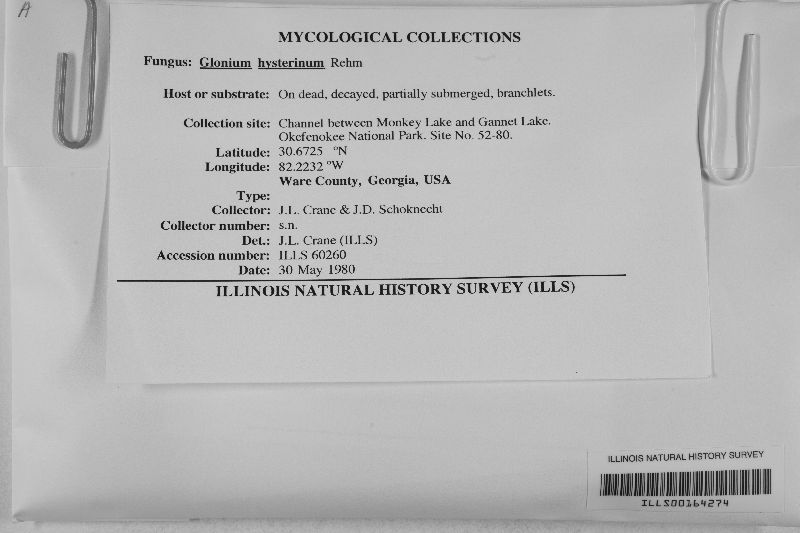 A
MYCOLOGICAL COLLECTIONS
Fungus: Glonium hysterinum Rehm
Host or substrate: On dead, decayed, partially submerged, branchlets.
Collection site: Channel between Monkey Lake and Gannet Lake.
Okefenokee National Park. Site No. 52-80.
Latitude: 30.6725 °N
Longitude: 82.2232 °W
Ware County, Georgia, USA
Type:
Collector: J.L. Crane & J.D. Schoknecht
Collector number: s.n.
Det.: J.L. Crane (ILLS)
Accession number: ILLS 60260
Date: 30 May 1980
ILLINOIS NATURAL HISTORY SURVEY (ILLS)
ILLINOIS NATURAL HISTORY SURVEY
ILLS00164274